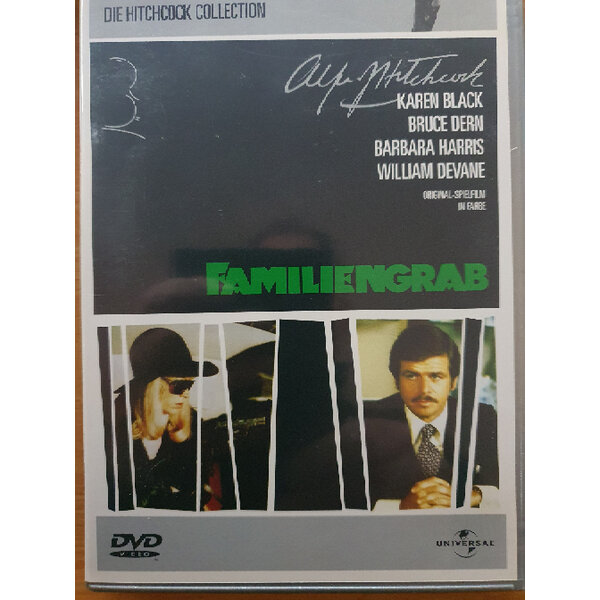 DIE HITCHCOCK COLLECTION
Alfred Hitchcock
KAREN BLACK
BRUCE DERN
BARBARA HARRIS
WILLIAM DEVANE
ORIGINAL-SPIELFILM
IN FARBE
FAMILIENGRAB
DVD
VIDEO
UNIVERSAL